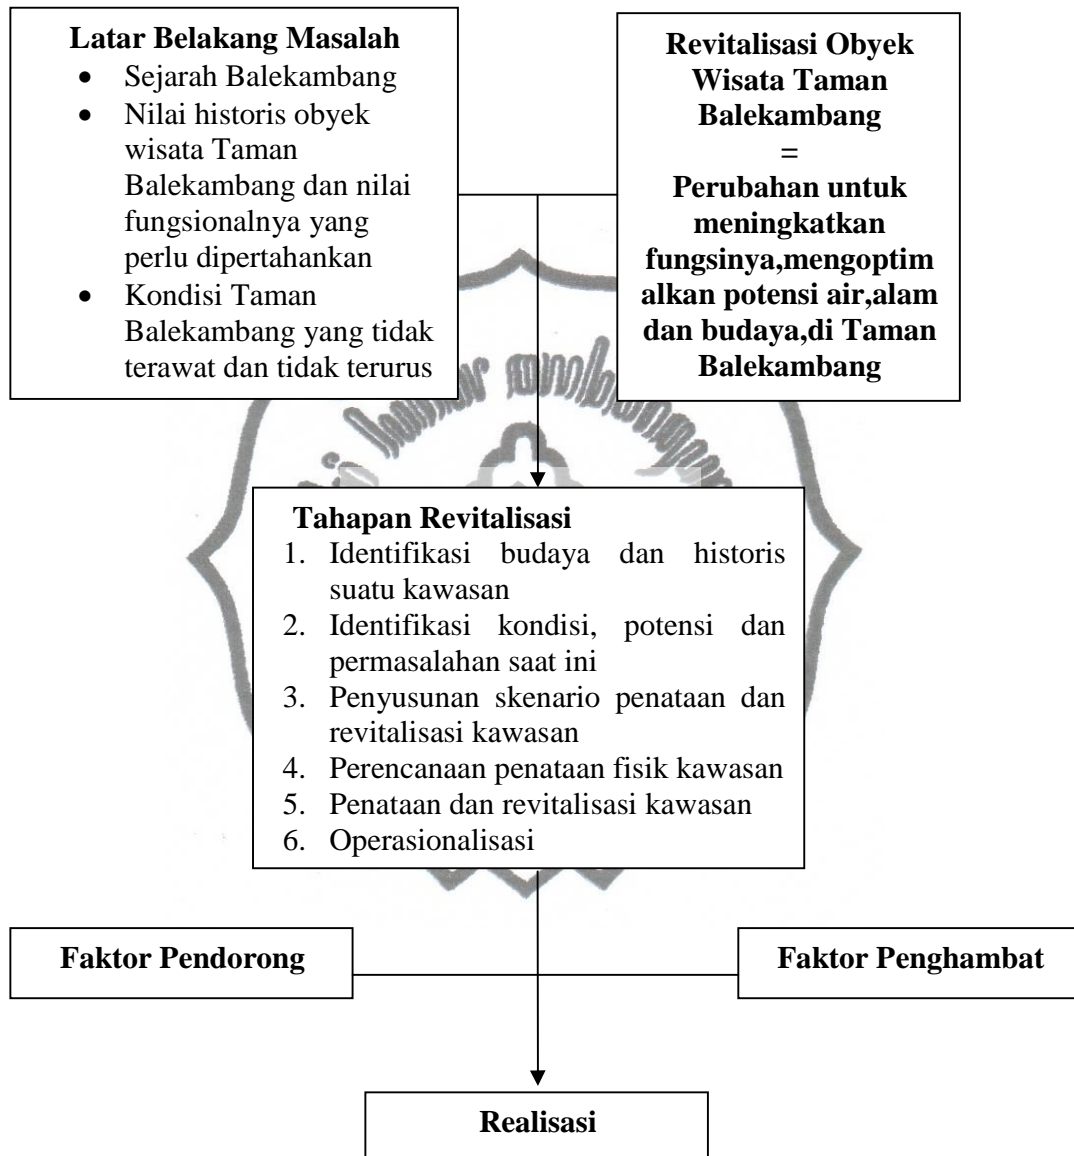 Latar Belakang Masalah
• Sejarah Balekambang
• Nilai historis obyek
wisata Taman
Balekambang dan nilai
fungsionalnya yang
perlu dipertahankan
• Kondisi Taman
Balekambang yang tidak
terawat dan tidak terurus
Revitalisasi Obyek
Wisata Taman
Balekambang
=
Perubahan untuk
meningkatkan
fungsinya,mengoptim
alkan potensi air,alam
dan budaya,di Taman
Balekambang
Tahapan Revitalisasi
1. Identifikasi budaya dan historis
suatu kawasan
2. Identifikasi kondisi, potensi dan
permasalahan saat ini
3. Penyusunan skenario penataan dan
revitalisasi kawasan
4. Perencanaan penataan fisik kawasan
5. Penataan dan revitalisasi kawasan
6. Operasionalisasi
Faktor Pendorong
Faktor Penghambat
Realisasi